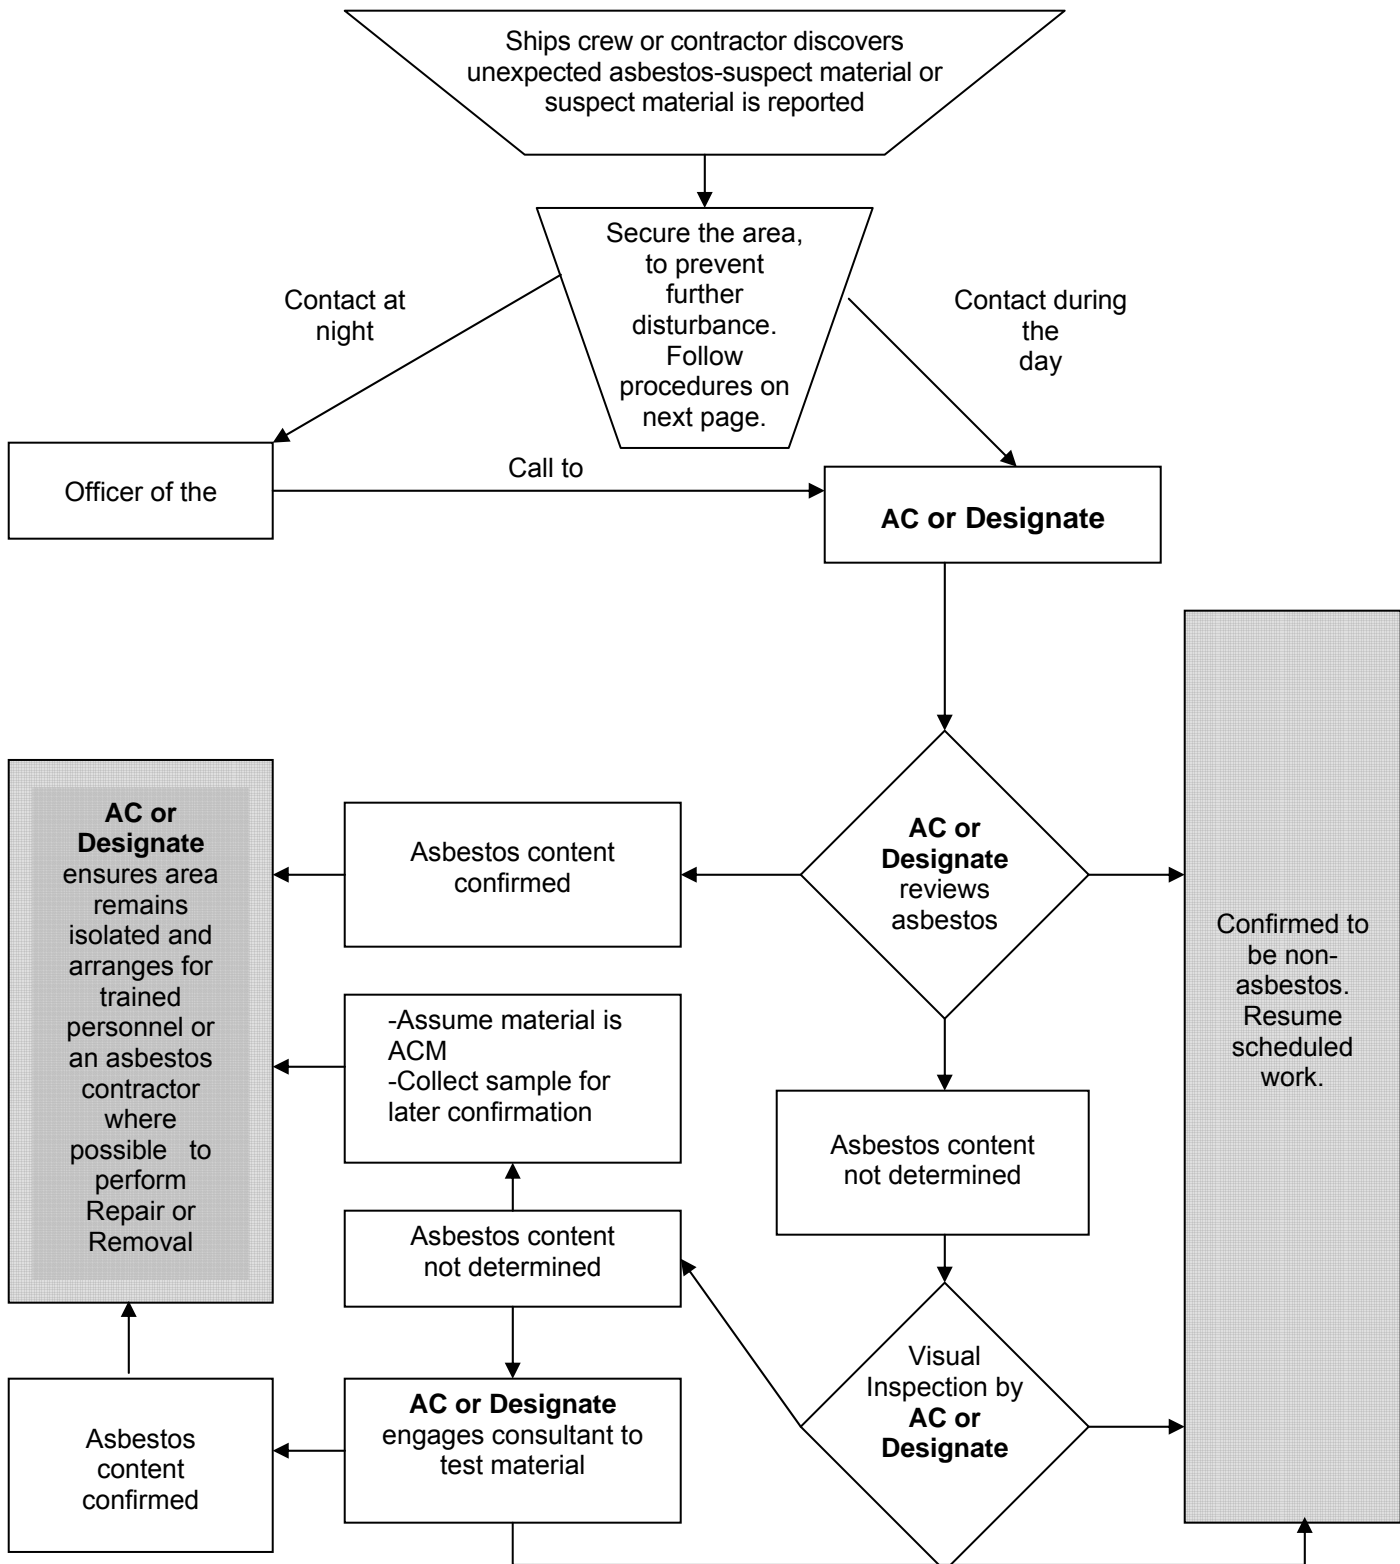 Ships crew or contractor discovers
unexpected asbestos-suspect material or
suspect material is reported
Secure the area,
to prevent
further
disturbance.
Follow
procedures on
next page.
Contact at
night
Contact during
the
day
Officer of the
Call to
AC or Designate
AC or
Designate
reviews
asbestos
Asbestos content
confirmed
AC or
Designate
ensures area
remains
isolated and
arranges for
trained
personnel or
an asbestos
contractor
where
possible to
perform
Repair or
Removal
Confirmed to
be non-
asbestos.
Resume
scheduled
work.
-Assume material is
ACM
-Collect sample for
later confirmation
Asbestos content
not determined
Asbestos content
not determined
Visual
Inspection by
AC or
Designate
AC or Designate
engages consultant to
test material
Asbestos
content
confirmed